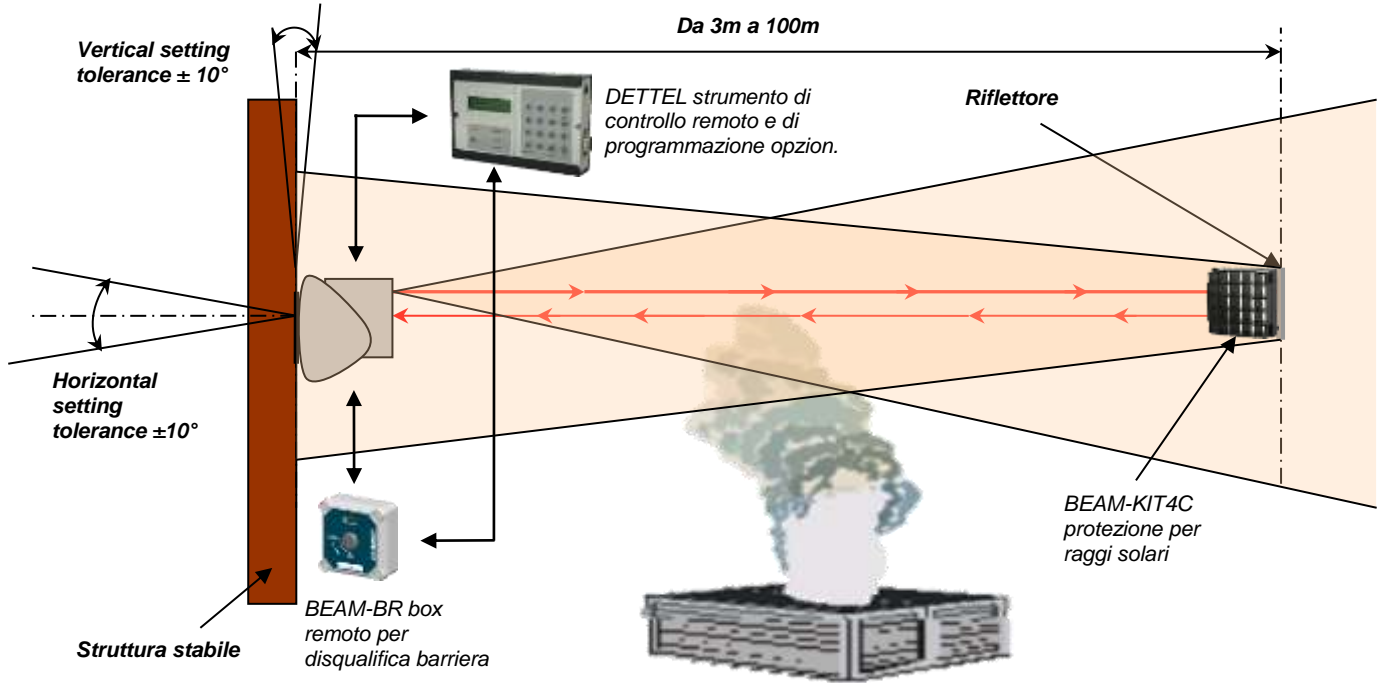 Da 3m a 100m
Vertical setting
tolerance ± 10°
DETTEL strumento di
controllo remoto e di
programmazione opzion.
Riflettore
Horizontal
setting
tolerance ±10°
BEAM-KIT4C
protezione per
raggi solari
BEAM-BR box
remoto per
disqualifica barriera
Struttura stabile